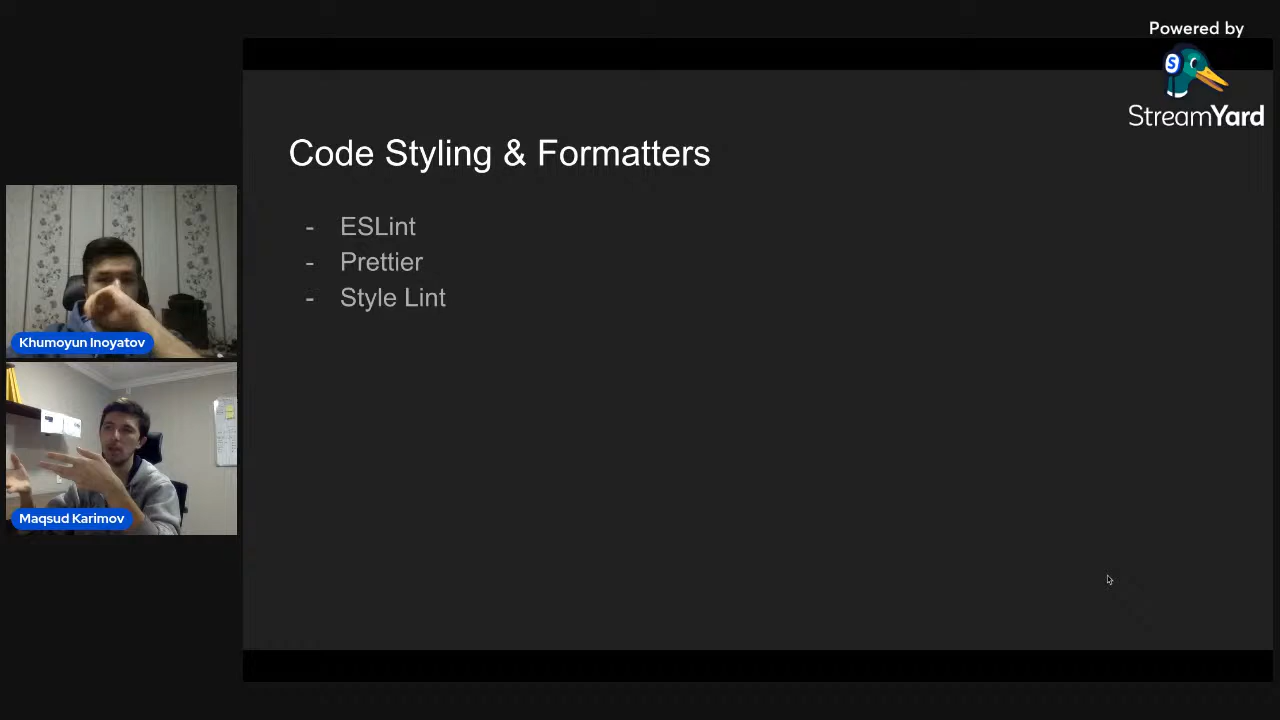 Powered by
StreamYard
Code Styling & Formatters
- ESLint
- Prettier
- Style Lint
Khumoyun Inoyatov
Maqsud Karimov